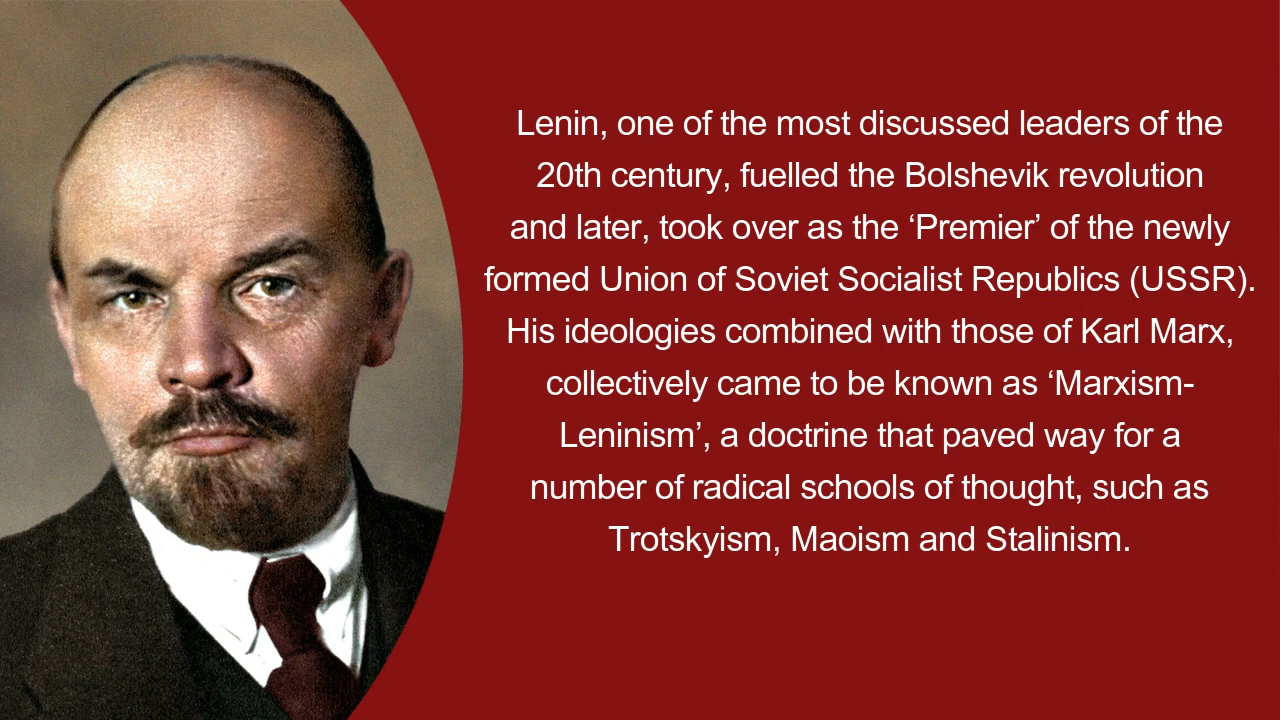 Lenin, one of the most discussed leaders of the
20th century, fuelled the Bolshevik revolution
and later, took over as the ‘Premier’ of the newly
formed Union of Soviet Socialist Republics (USSR).
His ideologies combined with those of Karl Marx,
collectively came to be known as ‘Marxism-
Leninism’, a doctrine that paved way for a
number of radical schools of thought, such as
Trotskyism, Maoism and Stalinism.